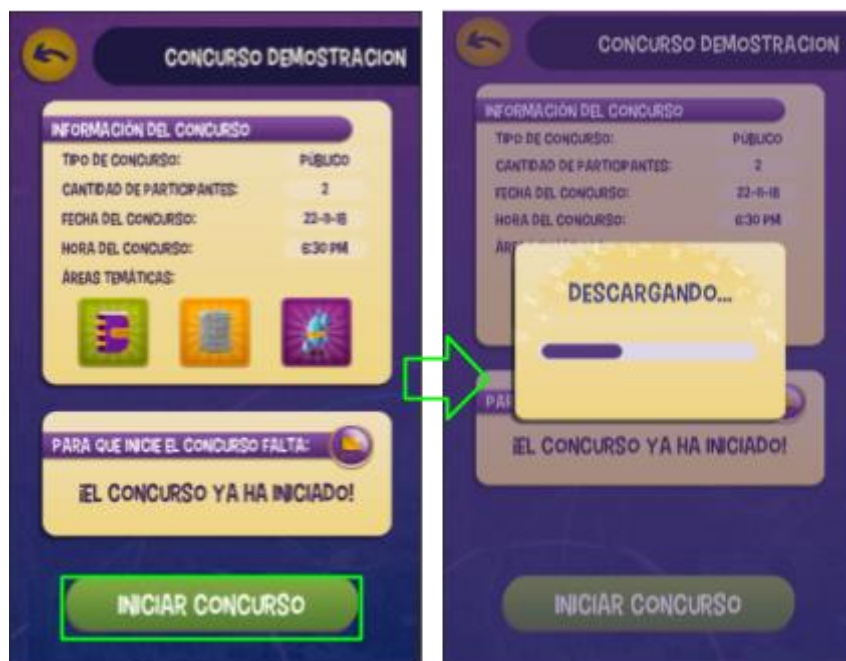 CONCURSO DEMOSTRACION
INFORMACIÓN DEL CONCURSO
TIPO DE CONCURSO: PÚBLICO
CANTIDAD DE PARTICIPANTES: 2
FECHA DEL CONCURSO: 22-11-18
HORA DEL CONCURSO: 6:30 PM
ÁREAS TEMÁTICAS:
PARA QUE INICIE EL CONCURSO FALTA:
¡EL CONCURSO YA HA INICIADO!
INICIAR CONCURSO
CONCURSO DEMOSTRACION
INFORMACIÓN DEL CONCURSO
TIPO DE CONCURSO: PÚBLICO
CANTIDAD DE PARTICIPANTES: 2
FECHA DEL CONCURSO: 22-11-18
HORA DEL CONCURSO: 6:30 PM
DESCARGANDO...
¡EL CONCURSO YA HA INICIADO!
INICIAR CONCURSO